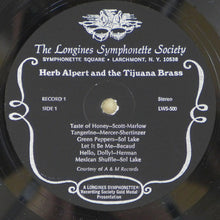 The Longines Symphonette Society
SYMPHONETTE SQUARE • LARCHMONT, N. Y. 10538
Herb Alpert and the Tijuana Brass
RECORD 1
Stereo
SIDE 1
LWS-500
Taste of Honey–Scott-Marlow
Tangerine–Mercer-Shertzinger
Green Peppers–Sol Lake
Let It Be Me–Becaud
Hello, Dolly!–Herman
Mexican Shuffle–Sol Lake
Courtesy of A & M Records
A LONGINES SYMPHONETTE
Recording Society Gold Medal
Presentation